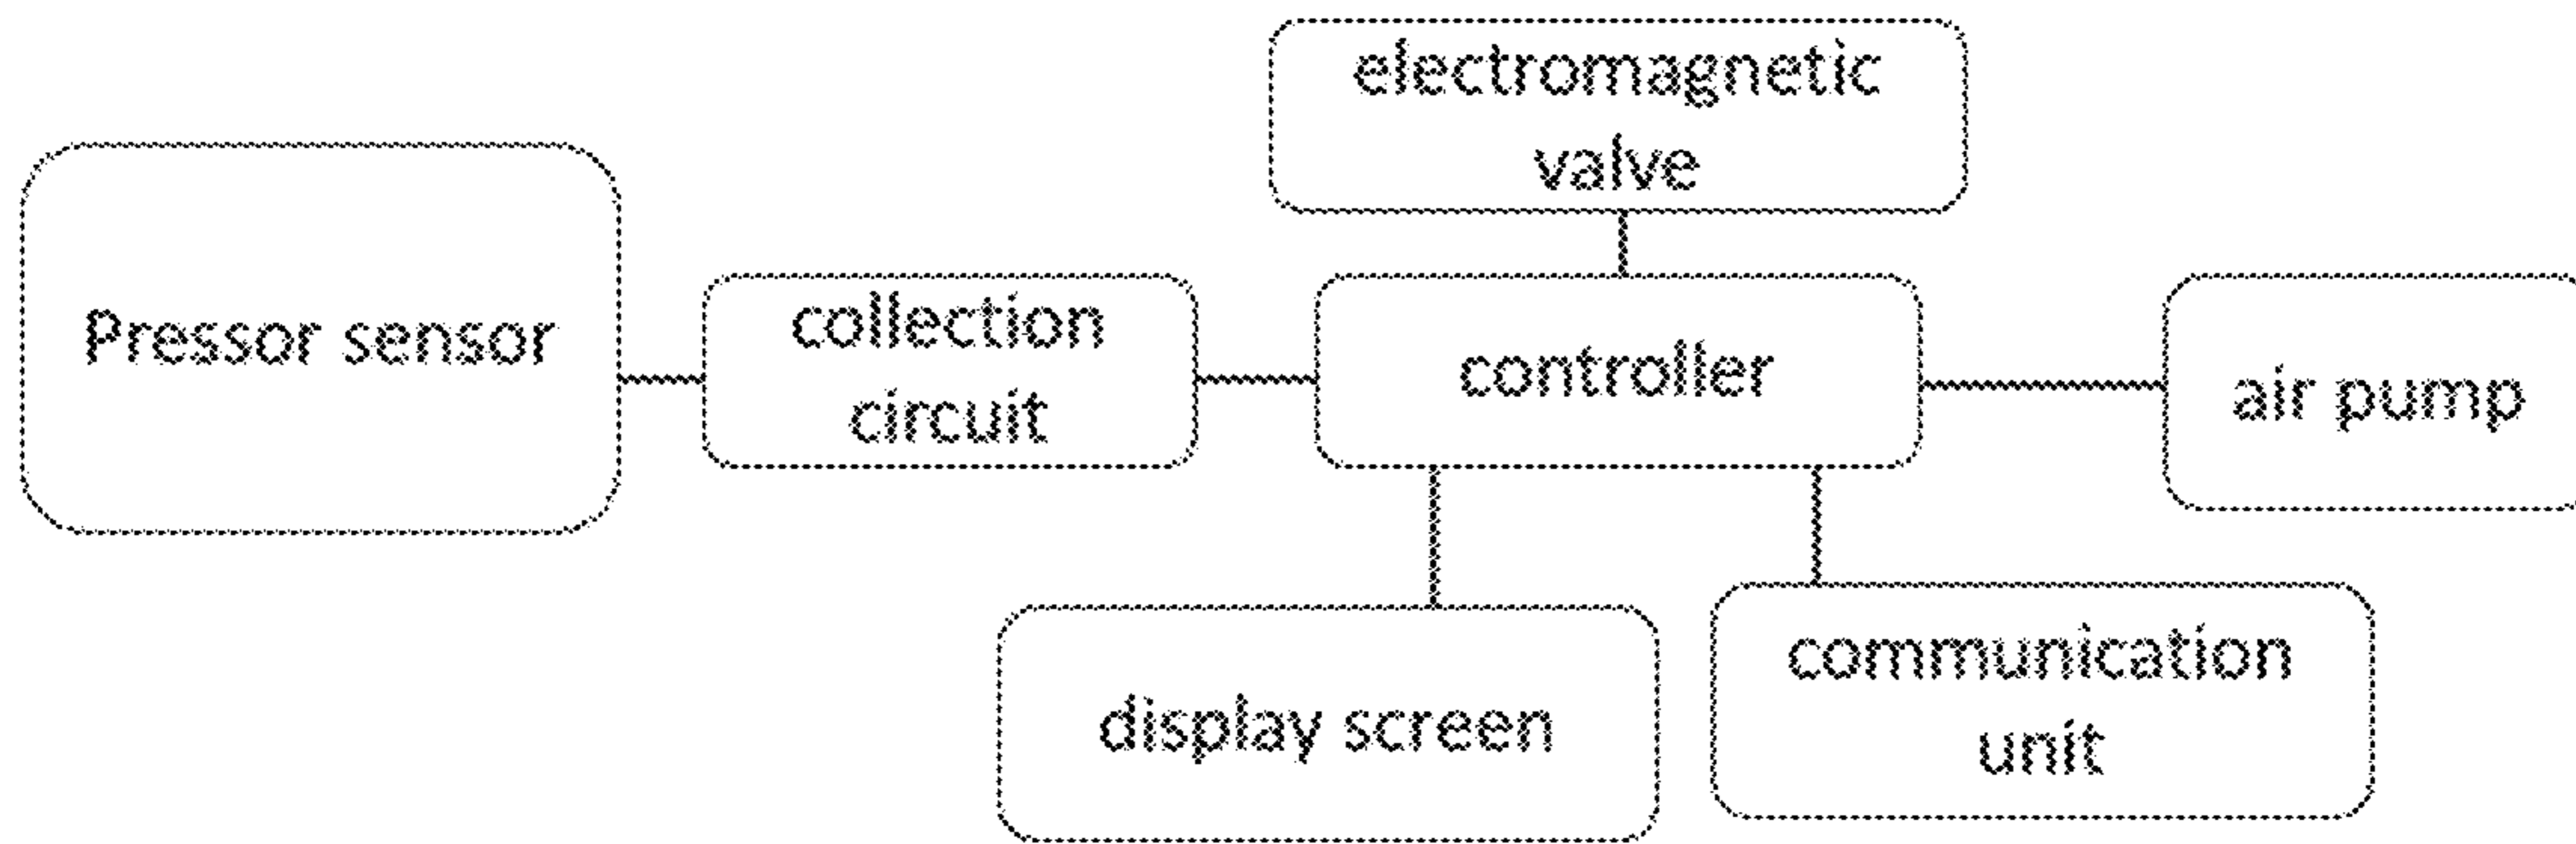 electromagnetic
valve
Pressor sensor
collection
circuit
controller
air pump
display screen
communication
unit